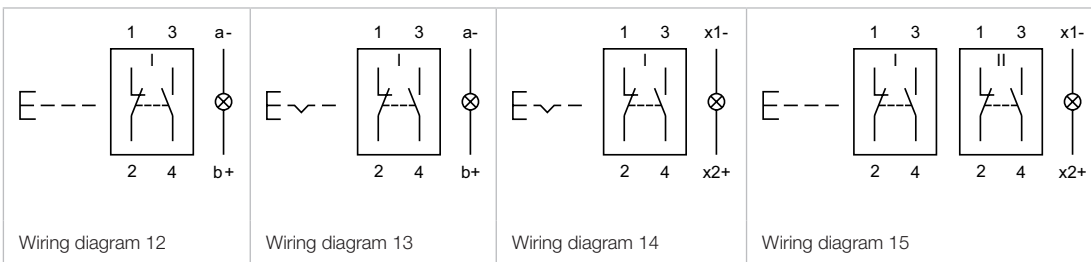 1 3 a-
I
2 4 b+
Wiring diagram 12
1 3 a-
I
2 4 b+
Wiring diagram 13
1 3 x1-
I
2 4 x2+
Wiring diagram 14
1 3 1 3 x1-
I II
2 4 2 4 x2+
Wiring diagram 15